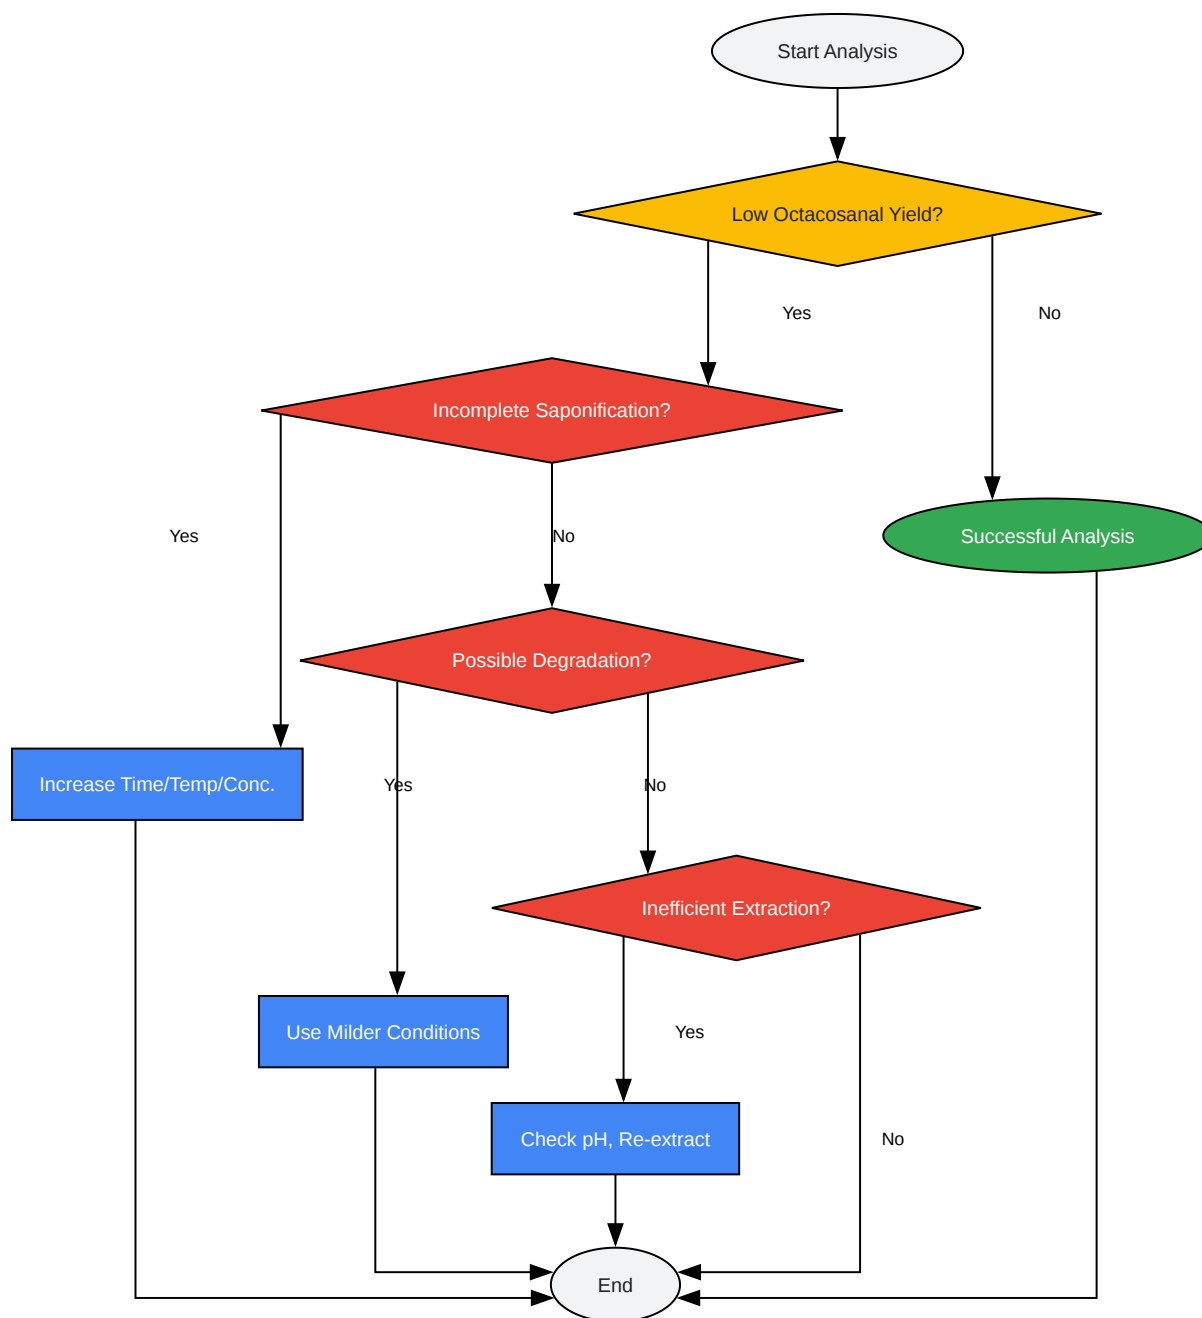 Start Analysis
Low Octacosanal Yield?
Yes
No
Incomplete Saponification?
Yes
No
Successful Analysis
Possible Degradation?
Increase Time/Temp/Conc.
Yes
No
Inefficient Extraction?
Use Milder Conditions
Yes
Check pH, Re-extract
No
End